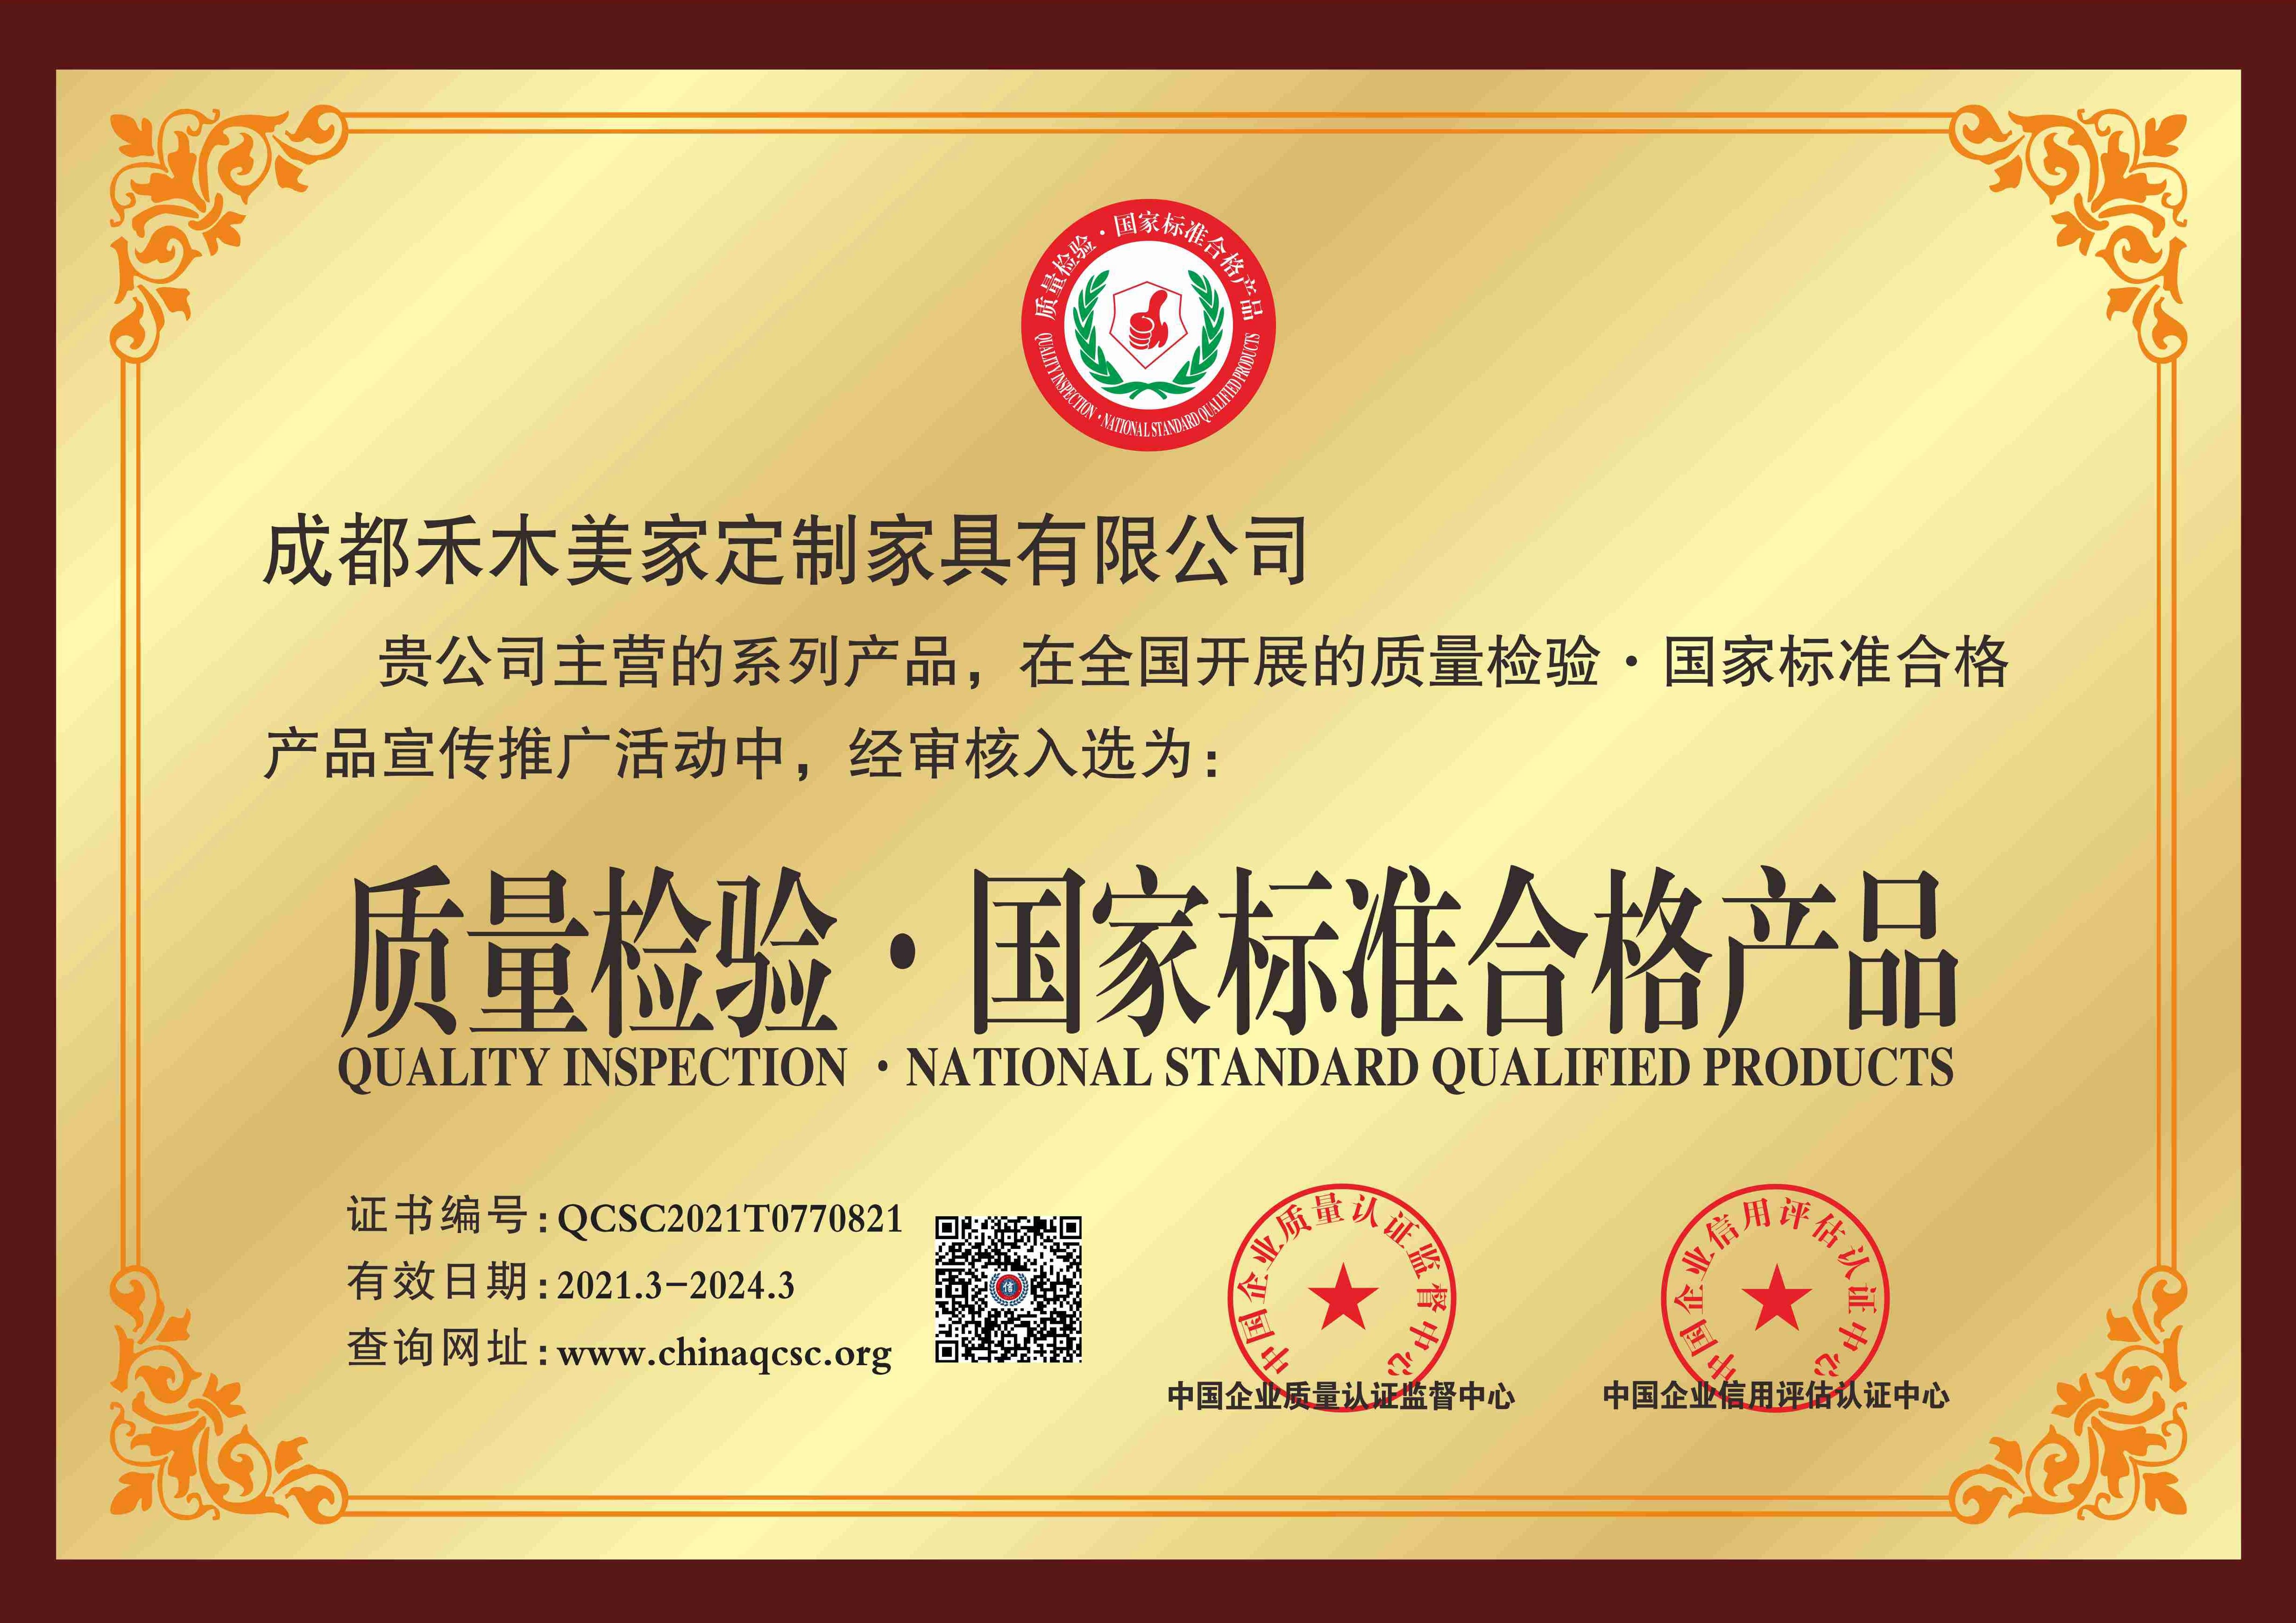 质量检验·国家标准合格产品
QUALITY INSPECTION·NATIONAL STANDARD QUALIFIED PRODUCTS
成都禾木美家定制家具有限公司
贵公司主营的系列产品，在全国开展的质量检验·国家标准合格
产品宣传推广活动中，经审核入选为：
质量检验·国家标准合格产品
QUALITY INSPECTION ·NATIONAL STANDARD QUALIFIED PRODUCTS
证书编号：QCSC2021T0770821
有效日期：2021.3-2024.3
查询网址：www.chinaqcsc.org
信
中国企业质量认证监督中心
中国企业质量认证监督中心
中国企业信用评估认证中心
中国企业信用评估认证中心